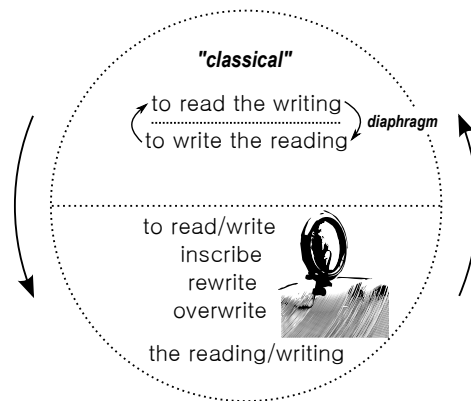 "classical"
to read the writing
diaphragm
to write the reading
to read/write
inscribe
rewrite
overwrite
the reading/writing